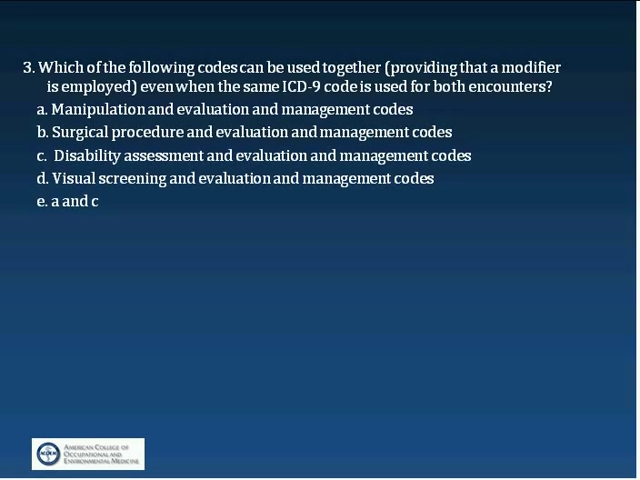 3. Which of the following codes can be used together (providing that a modifier
is employed) even when the same ICD-9 code is used for both encounters?
a. Manipulation and evaluation and management codes
b. Surgical procedure and evaluation and management codes
c. Disability assessment and evaluation and management codes
d. Visual screening and evaluation and management codes
e. a and c
American College of
Occupational and
Environmental Medicine